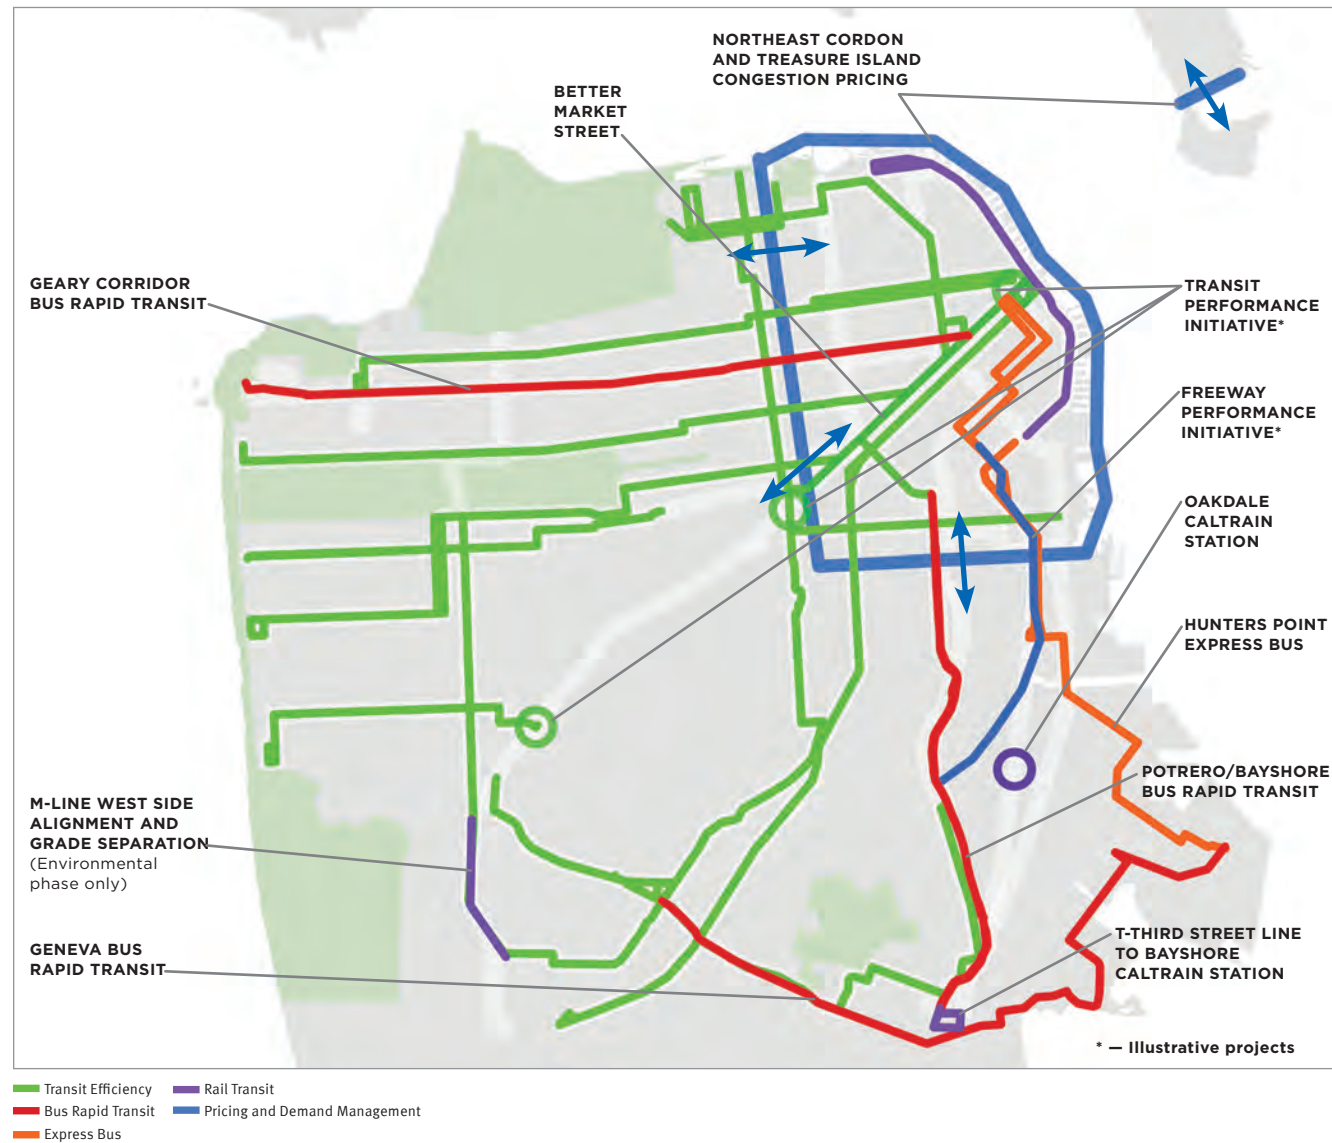 NORTHEAST CORDON
AND TREASURE ISLAND
CONGESTION PRICING
BETTER
MARKET
STREET
GEARY CORRIDOR
BUS RAPID TRANSIT
TRANSIT
PERFORMANCE
INITIATIVE*
FREEWAY
PERFORMANCE
INITIATIVE*
OAKDALE
CALTRAIN
STATION
HUNTERS POINT
EXPRESS BUS
POTRERO/BAYSHORE
BUS RAPID TRANSIT
M-LINE WEST SIDE
ALIGNMENT AND
GRADE SEPARATION
(Environmental
phase only)
GENEVA BUS
RAPID TRANSIT
T-THIRD STREET LINE
TO BAYSHORE
CALTRAIN STATION
* — Illustrative projects
Transit Efficiency
Bus Rapid Transit
Express Bus
Rail Transit
Pricing and Demand Management